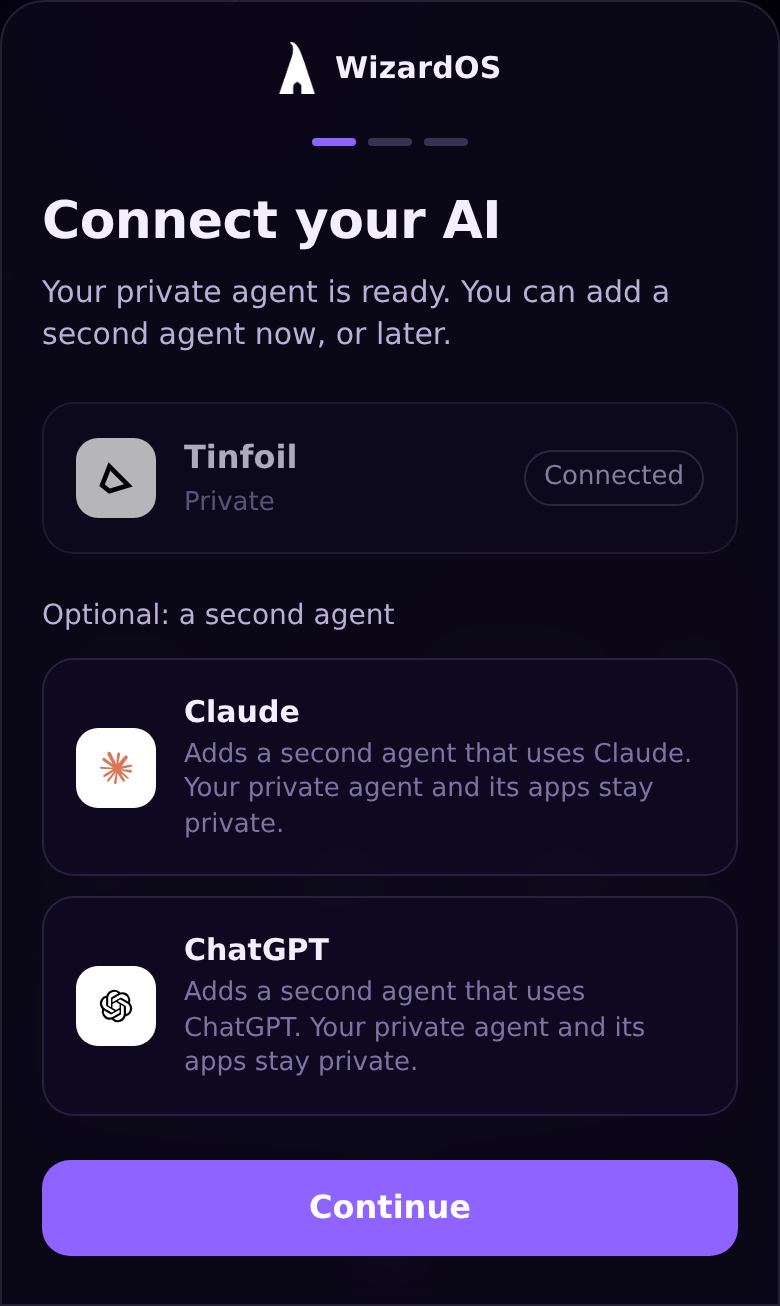 WizardOS
Connect your AI
Your private agent is ready. You can add a
second agent now, or later.
Tinfoil
Private
Connected
Optional: a second agent
Claude
Adds a second agent that uses Claude.
Your private agent and its apps stay
private.
ChatGPT
Adds a second agent that uses
ChatGPT. Your private agent and its
apps stay private.
Continue